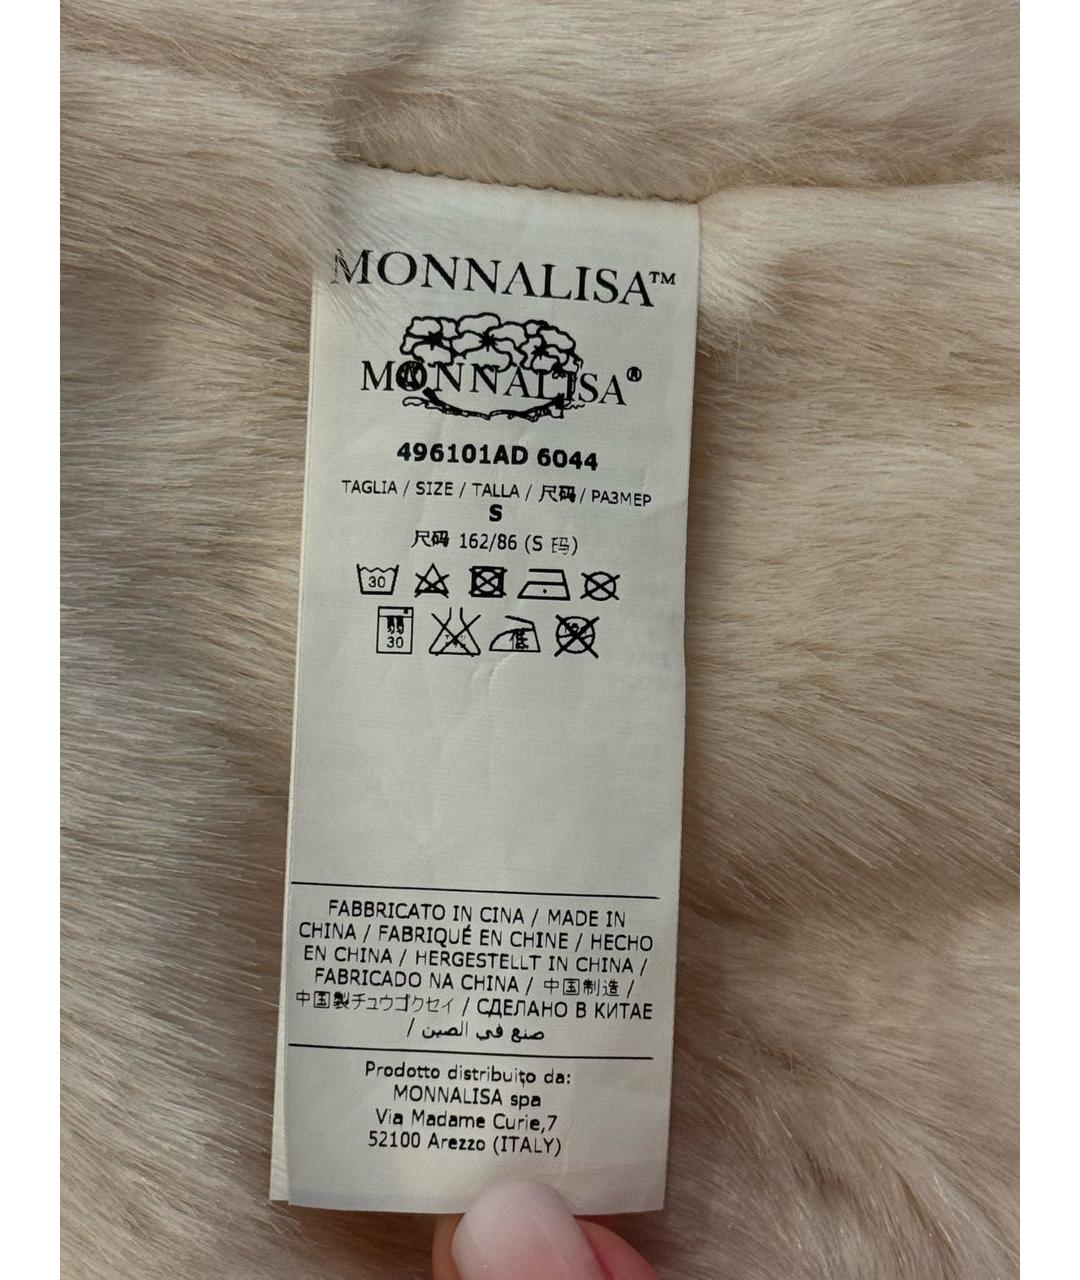 MONNALISA™
MONNALISA®
496101AD 6044
TAGLIA / SIZE / TALLA / 尺码 / РАЗМЕР
S
尺码 162/86 (S 码)
30
30 低
FABBRICATO IN CINA / MADE IN
CHINA / FABRIQUÉ EN CHINE / HECHO
EN CHINA / HERGESTELLT IN CHINA /
FABRICADO NA CHINA / 中国制造 /
中国製チュウゴクセイ / СДЕЛАНО В КИТАЕ
/ صنع في الصين
Prodotto distribuito da:
MONNALISA spa
Via Madame Curie,7
52100 Arezzo (ITALY)